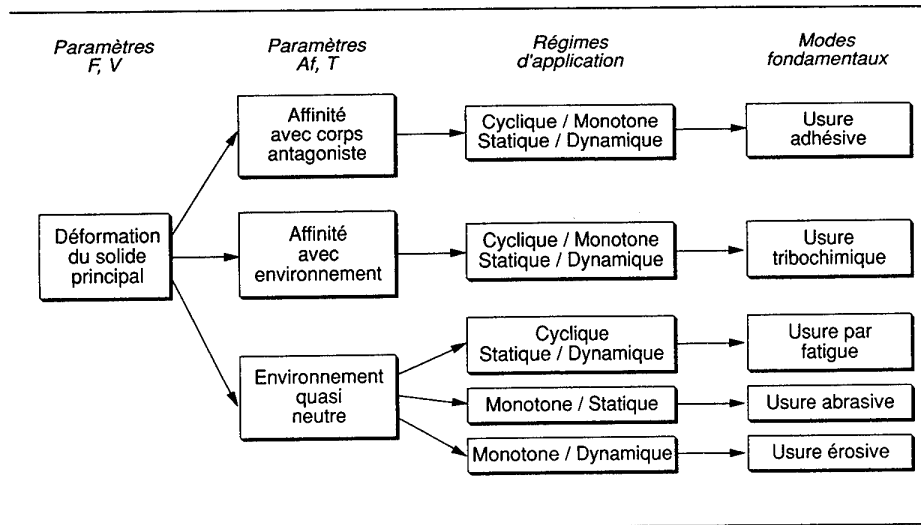 Paramètres
F, V
Paramètres
Af, T
Régimes
d'application
Modes
fondamentaux
Déformation
du solide
principal
Affinité
avec corps
antagoniste
Cyclique / Monotone
Statique / Dynamique
Usure
adhésive
Affinité
avec
environnement
Cyclique / Monotone
Statique / Dynamique
Usure
tribochimique
Environnement
quasi
neutre
Cyclique
Statique / Dynamique
Usure par
fatigue
Monotone / Statique
Usure abrasive
Monotone / Dynamique
Usure érosive